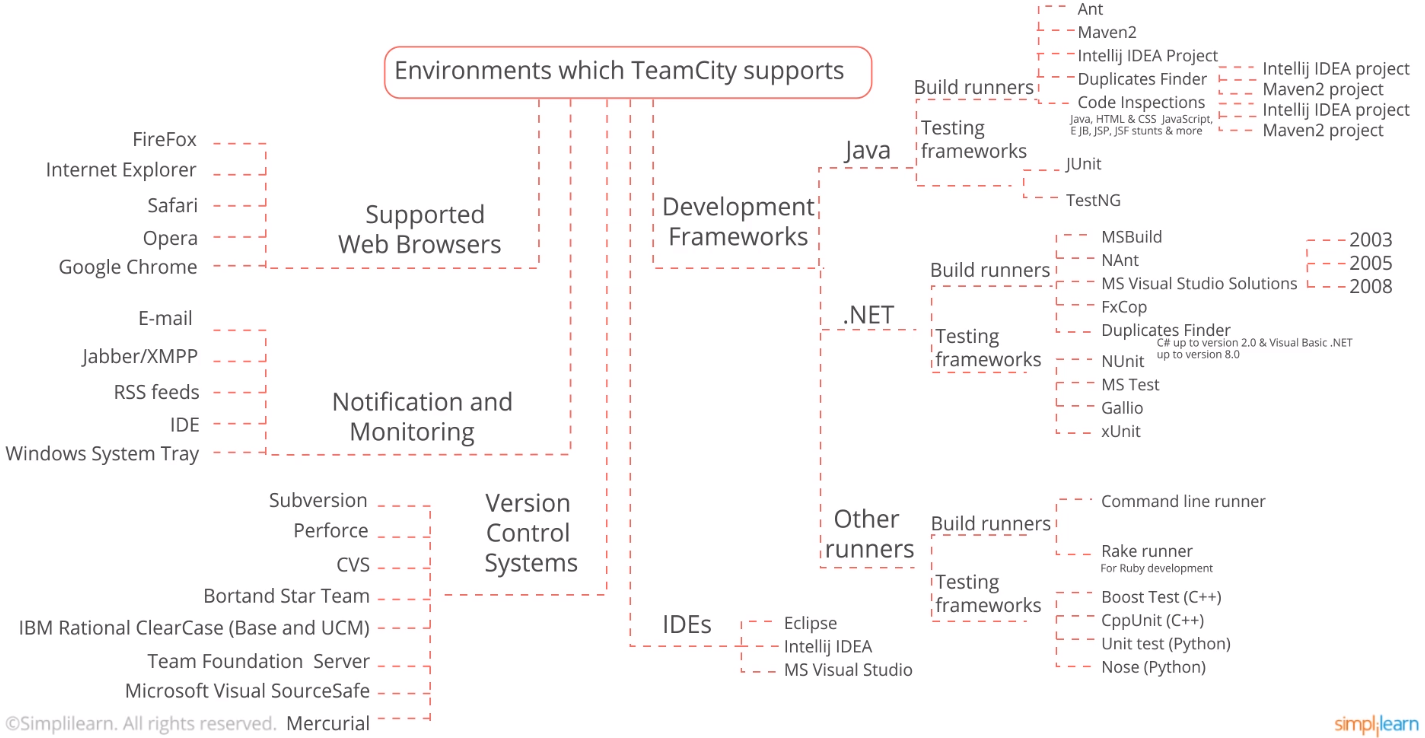 Environments which TeamCity supports
FireFox
Internet Explorer
Safari
Opera
Google Chrome
Supported
Web Browsers
E-mail
Jabber/XMPP
RSS feeds
IDE
Windows System Tray
Notification and
Monitoring
Subversion
Perforce
CVS
Bortand Star Team
IBM Rational ClearCase (Base and UCM)
Team Foundation Server
Microsoft Visual SourceSafe
Mercurial
Version
Control
Systems
IDEs
Eclipse
Intellij IDEA
MS Visual Studio
Development
Frameworks
Java
Build runners
Ant
Maven2
Intellij IDEA Project
Duplicates Finder
Intellij IDEA project
Maven2 project
Code Inspections
Java, HTML & CSS JavaScript,
E JB, JSP, JSF stunts & more
Intellij IDEA project
Maven2 project
Testing
frameworks
JUnit
TestNG
.NET
Build runners
MSBuild
NAnt
MS Visual Studio Solutions
2003
2005
2008
FxCop
Duplicates Finder
C# up to version 2.0 & Visual Basic .NET
up to version 8.0
Testing
frameworks
NUnit
MS Test
Gallio
xUnit
Other
runners
Build runners
Command line runner
Rake runner
For Ruby development
Testing
frameworks
Boost Test (C++)
CppUnit (C++)
Unit test (Python)
Nose (Python)
©Simplilearn. All rights reserved.
simplilearn